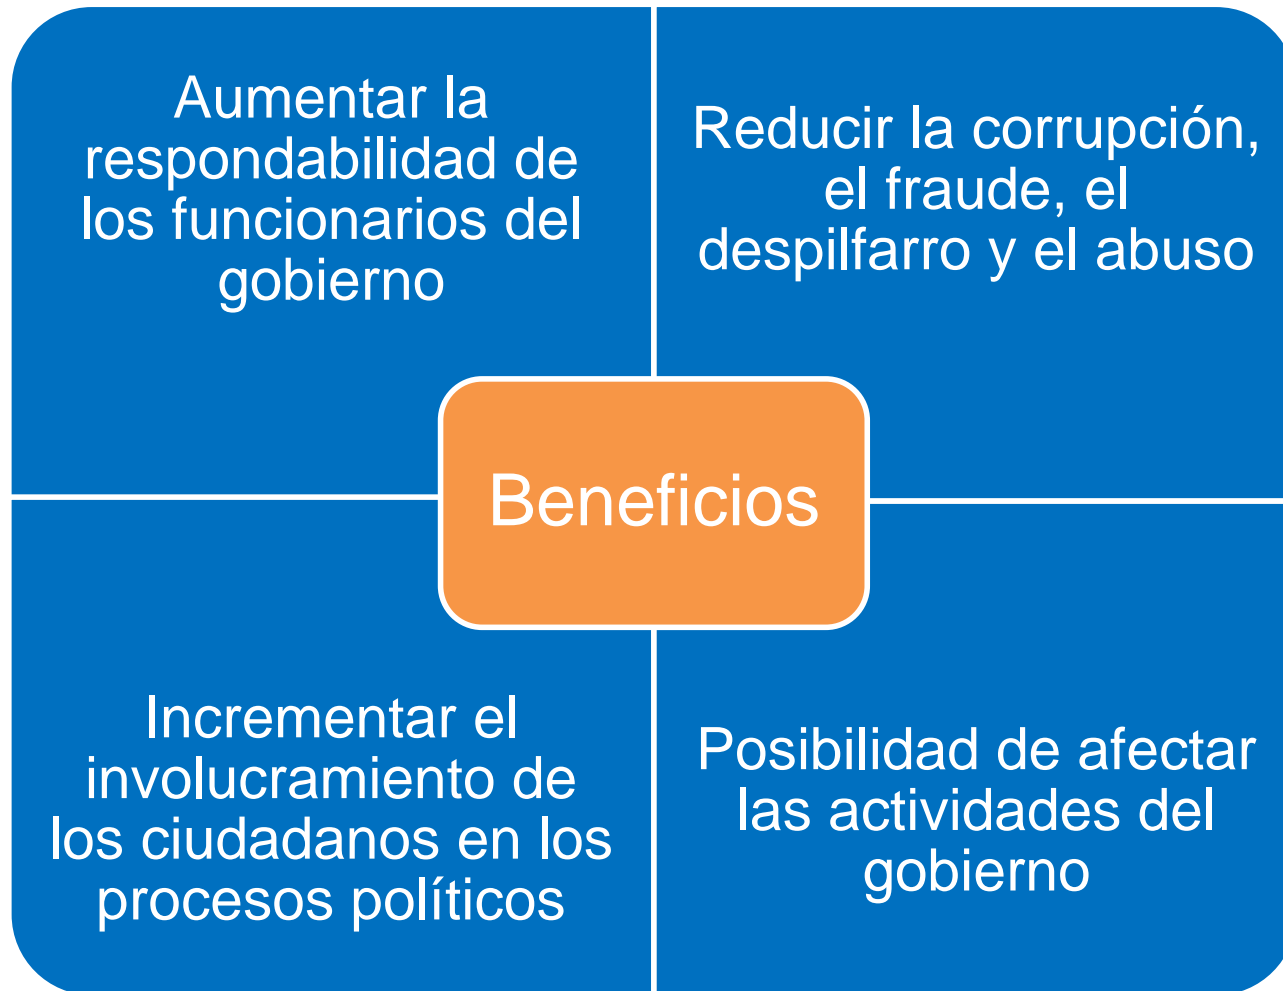 Aumentar la
respondabilidad de
los funcionarios del
gobierno
Reducir la corrupción,
el fraude, el
despilfarro y el abuso
Beneficios
Incrementar el
involucramiento de
los ciudadanos en los
procesos políticos
Posibilidad de afectar
las actividades del
gobierno